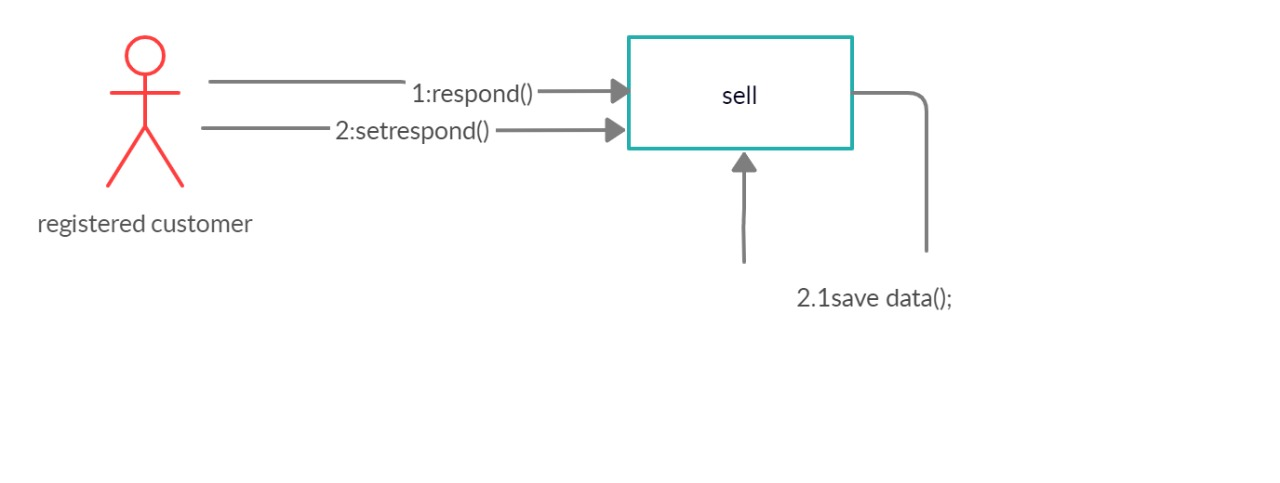 1:respond()
sell
2:setrespond()
registered customer
2.1save data();